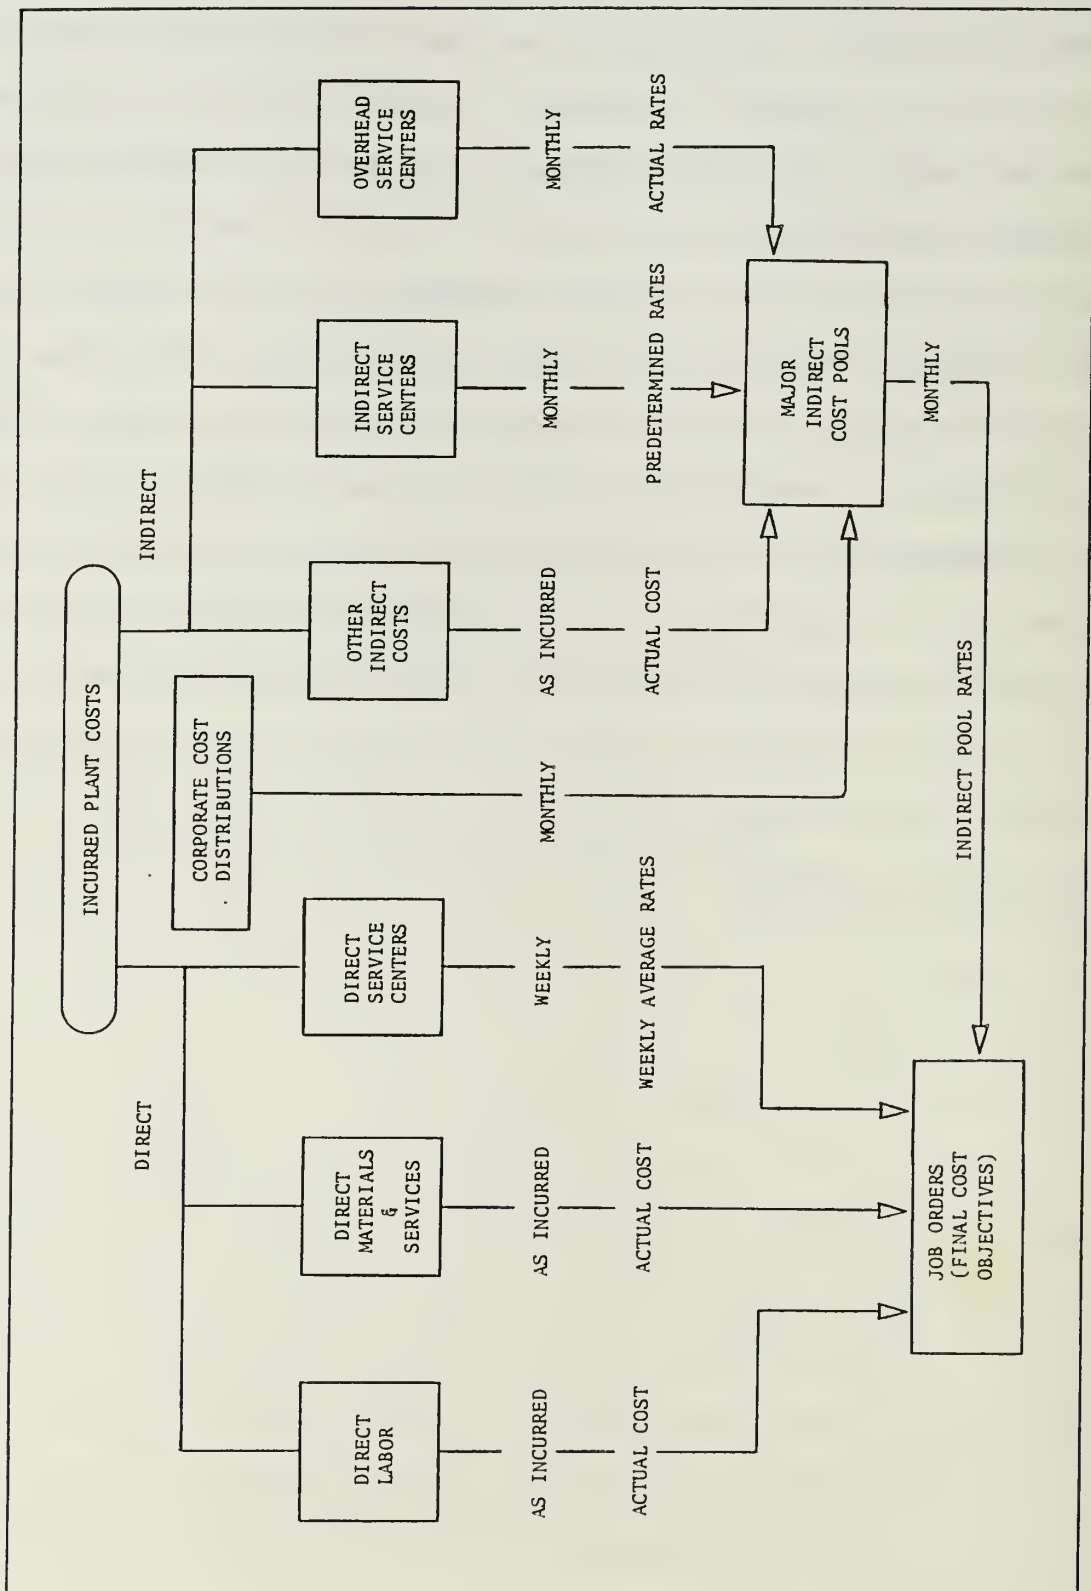 INCURRED PLANT COSTS
DIRECT
INDIRECT
CORPORATE COST
DISTRIBUTIONS
DIRECT
LABOR
DIRECT
MATERIALS
&
SERVICES
DIRECT
SERVICE
CENTERS
OTHER
INDIRECT
COSTS
INDIRECT
SERVICE
CENTERS
OVERHEAD
SERVICE
CENTERS
AS INCURRED
AS INCURRED
WEEKLY
MONTHLY
AS INCURRED
MONTHLY
MONTHLY
ACTUAL COST
ACTUAL COST
WEEKLY AVERAGE RATES
ACTUAL COST
PREDETERMINED RATES
ACTUAL RATES
MAJOR
INDIRECT
COST POOLS
MONTHLY
INDIRECT POOL RATES
JOB ORDERS
(FINAL COST
OBJECTIVES)